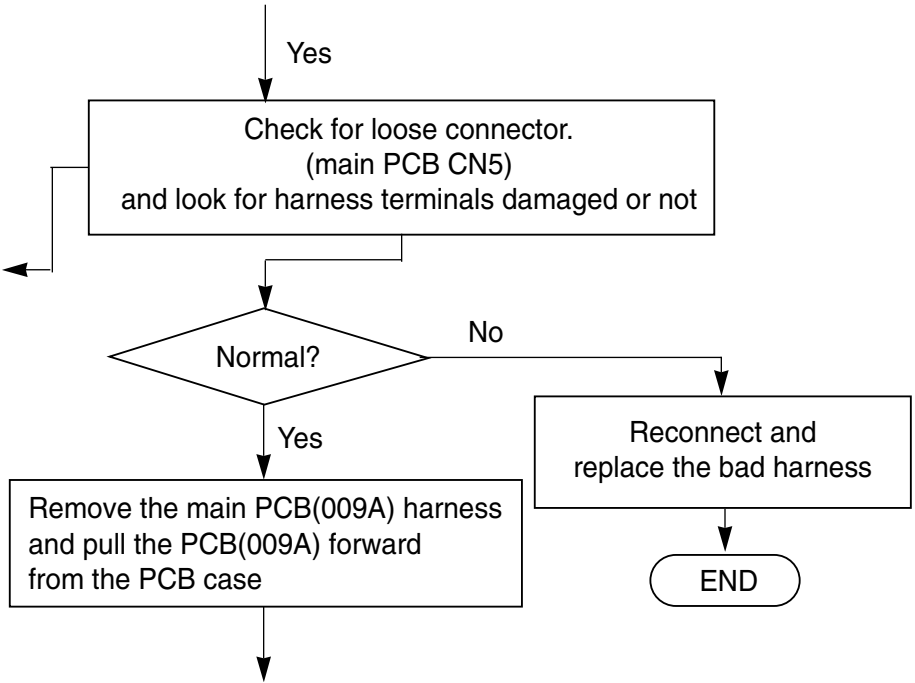 Yes
Check for loose connector.
(main PCB CN5)
and look for harness terminals damaged or not
Normal?
No
Yes
Reconnect and
replace the bad harness
Remove the main PCB(009A) harness
and pull the PCB(009A) forward
from the PCB case
END